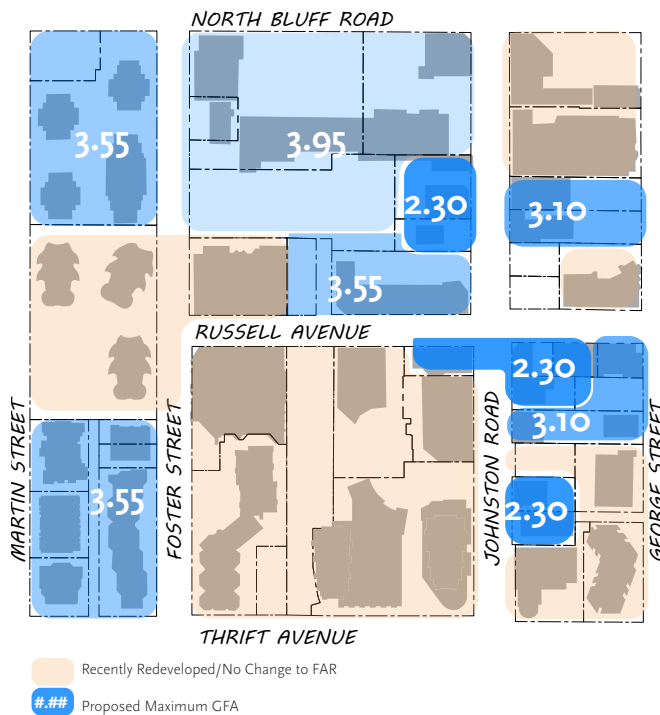 NORTH BLUFF ROAD
3.55
3.95
2.30
3.10
3.55
RUSSELL AVENUE
2.30
3.10
MARTIN STREET
3.55
FOSTER STREET
JOHNSTON ROAD
2.30
GEORGE STREET
THRIFT AVENUE
Recently Redeveloped/No Change to FAR
#.## Proposed Maximum GFA